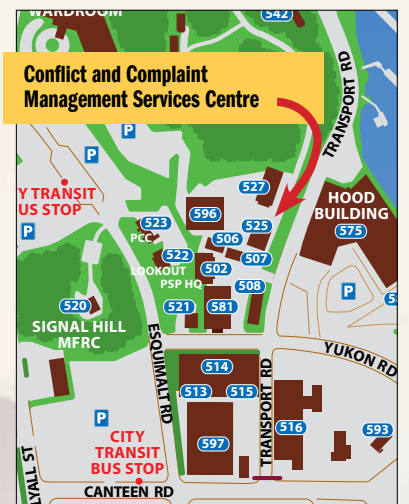 WARDROOM
542
Conflict and Complaint
Management Services Centre
TRANSPORT RD
P
P
527
Y TRANSIT
US STOP
P
523
PCC
596
525
HOOD
BUILDING
575
506
522
507
LOOKOUT
502
PSP HQ
508
P
520
521
581
SIGNAL HILL
MFRC
ESQUIMALT RD
YUKON RD
514
513
515
TRANSPORT RD
P
516
593
CITY
TRANSIT
BUS STOP
597
LYALL ST
CANTEEN RD